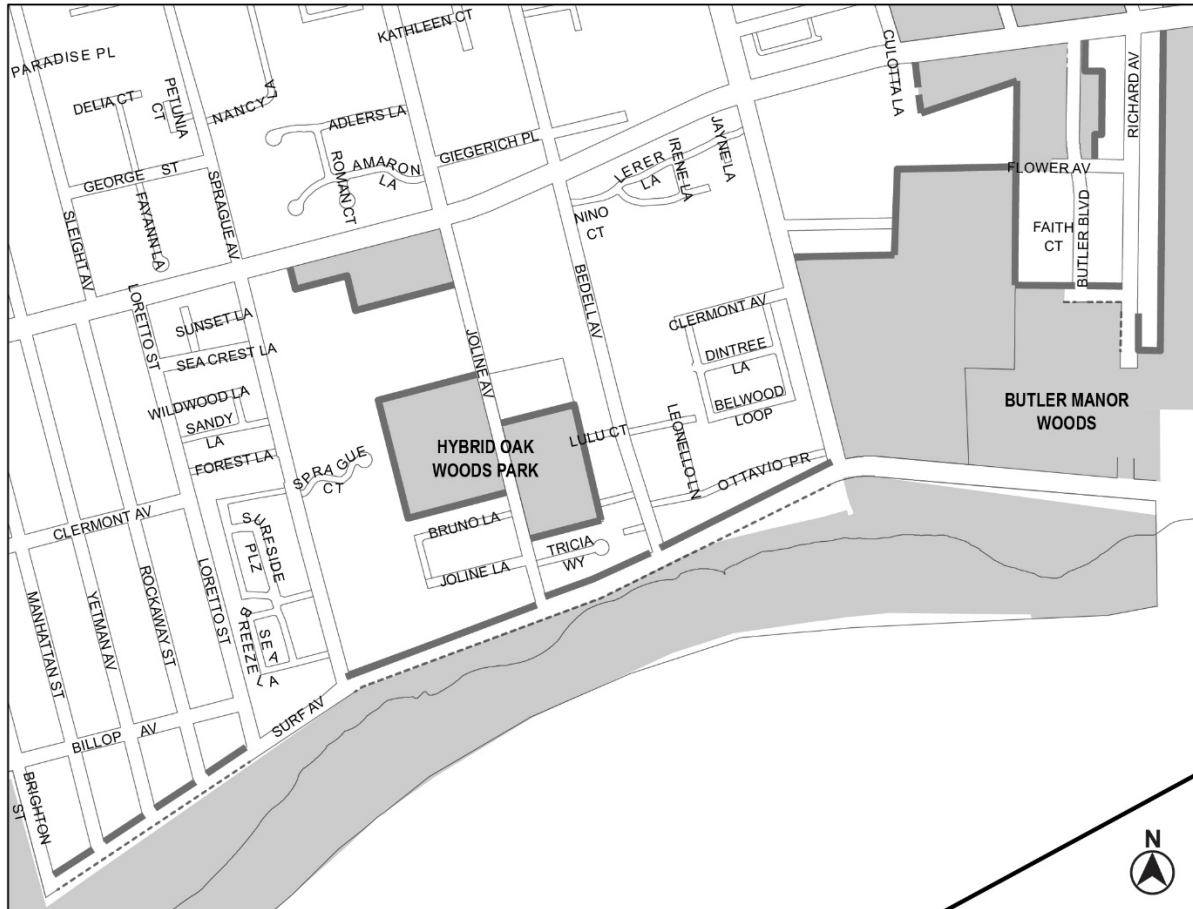 KATHLEEN CT
PARADISE PL
CULOTTA LA
RICHARD AV
DELIA CT
PETUNIA
CT
NANCY LA
ADLERS LA
GIEGERICH PL
JAYNE LA
IRENE LA
LERER
LA
AMARON
LA
ROMAN CT
GEORGE ST
FAYANN LA
SPRAGUE AV
SLEIGHT AV
FLOWER AV
NINO
CT
FAITH
CT
BUTLER BLVD
BEDELL AV
LORETTO ST
SUNSET LA
SEA CREST LA
JOLINE AV
CLERMONT AV
DINTREE
LA
BELWOOD
LOOP
WILDWOOD LA
SANDY
LA
FOREST LA
SPRAGUE
CT
HYBRID OAK
WOODS PARK
LULU CT
LEONELLO LN
OTTAVIO PR
BUTLER MANOR
WOODS
CLERMONT AV
SURFSIDE
PLZ
BRUNO LA
JOLINE LA
TRICIA
WY
MANHATTAN ST
YETMAN AV
ROCKAWAY ST
LORETTO ST
SEA
BREEZE
LA
SURF AV
BILLOP AV
BRIGHTON
ST
N